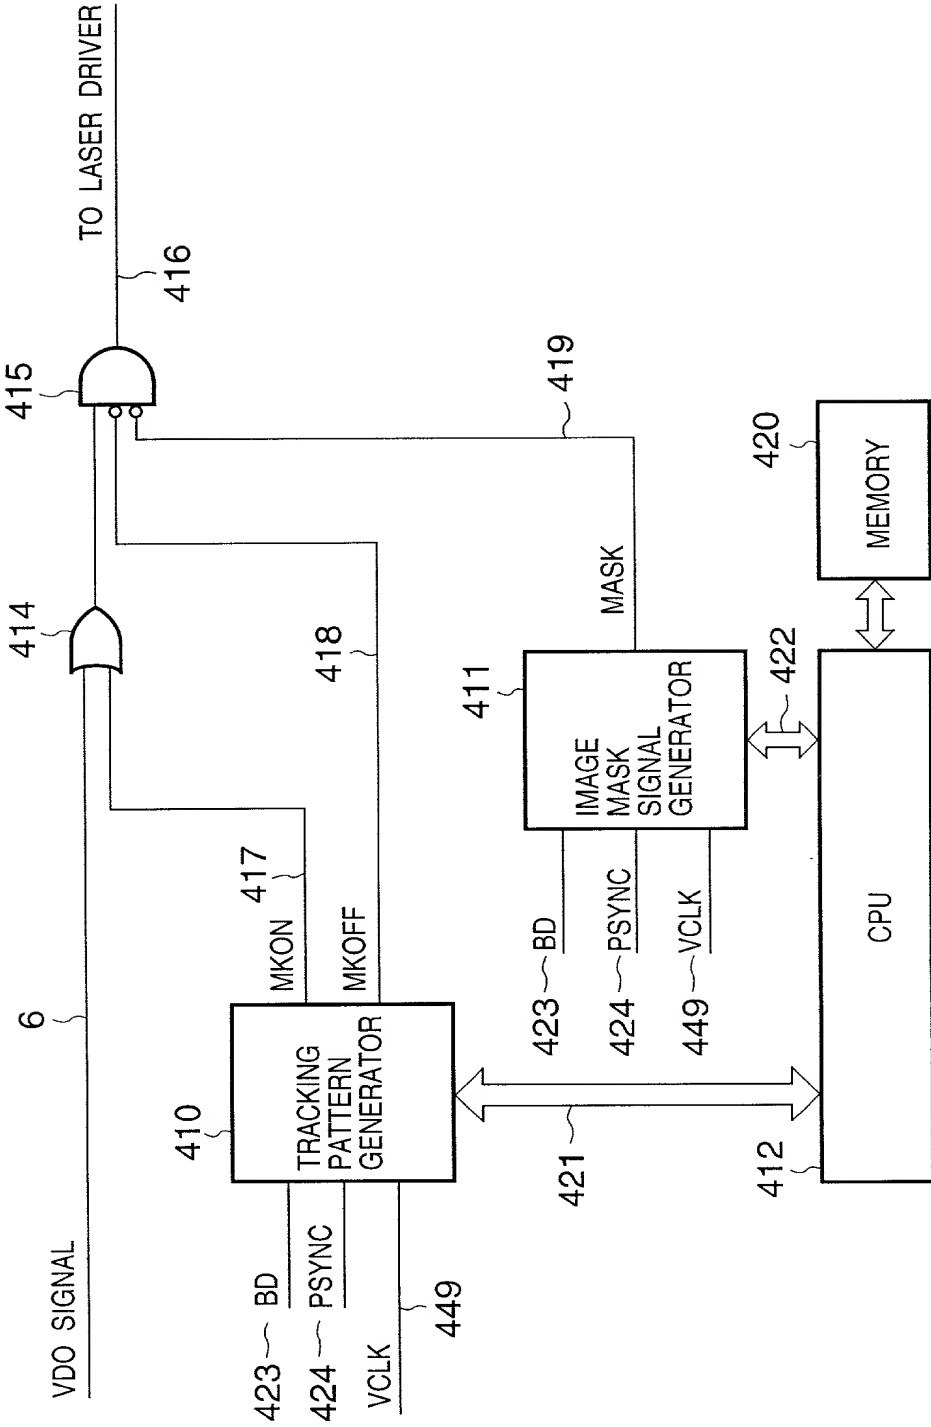 VDO SIGNAL
6
414
415
416
TO LASER DRIVER
410
TRACKING
PATTERN
GENERATOR
MKON
417
MKOFF
418
423
BD
424
PSYNC
VCLK
449
411
IMAGE
MASK
SIGNAL
GENERATOR
MASK
419
423
BD
424
PSYNC
449
VCLK
421
422
412
CPU
420
MEMORY